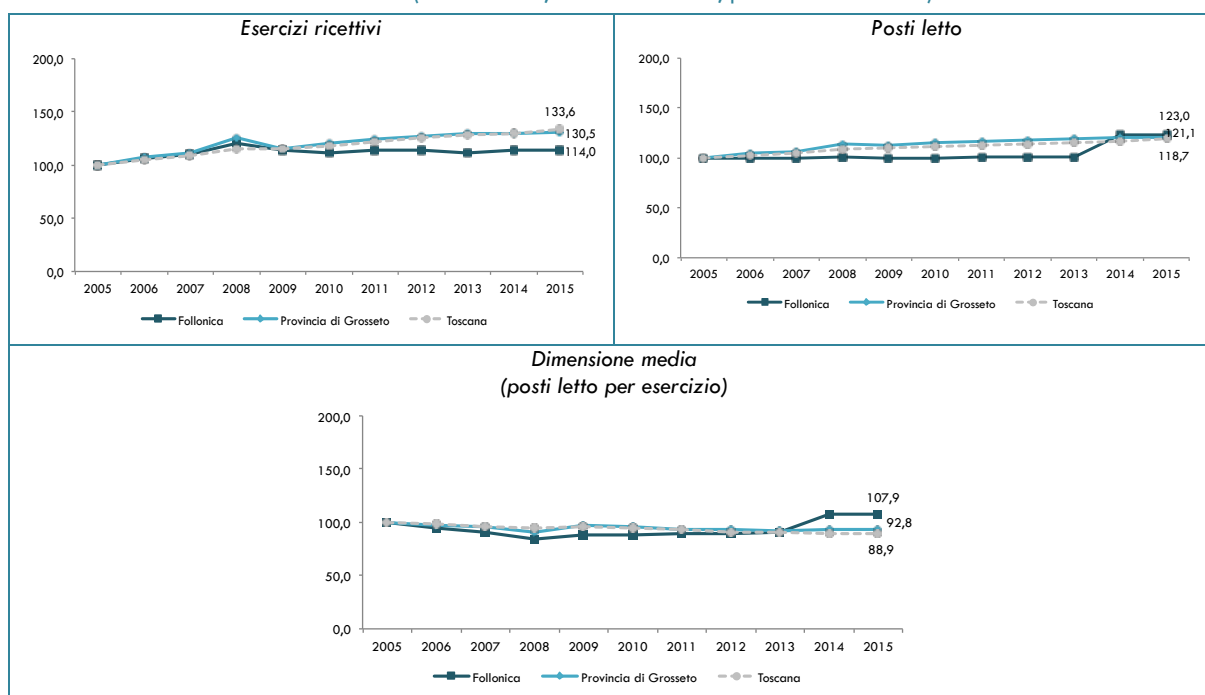 Esercizi ricettivi
200,0
150,0
100,0
50,0
0,0
133,6
130,5
114,0
2005 2006 2007 2008 2009 2010 2011 2012 2013 2014 2015
Follonica Provincia di Grosseto Toscana
Posti letto
200,0
150,0
100,0
50,0
0,0
123,0
121,1
118,7
2005 2006 2007 2008 2009 2010 2011 2012 2013 2014 2015
Follonica Provincia di Grosseto Toscana
Dimensione media
(posti letto per esercizio)
200,0
150,0
100,0
50,0
0,0
107,9
92,8
88,9
2005 2006 2007 2008 2009 2010 2011 2012 2013 2014 2015
Follonica Provincia di Grosseto Toscana